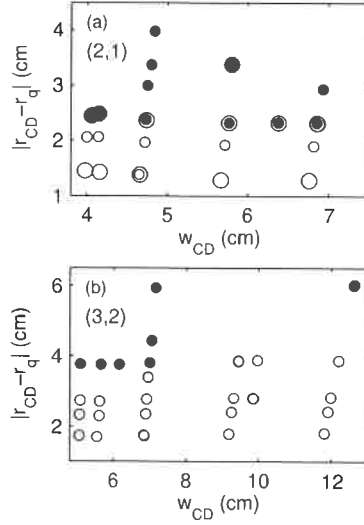 (a)
(2,1)
|r_CD−r_q| (cm
4
3
2
1
4
5
6
7
w_CD (cm)
(b)
(3,2)
|r_CD−r_q| (cm)
6
4
2
6
8
10
12
w_CD (cm)